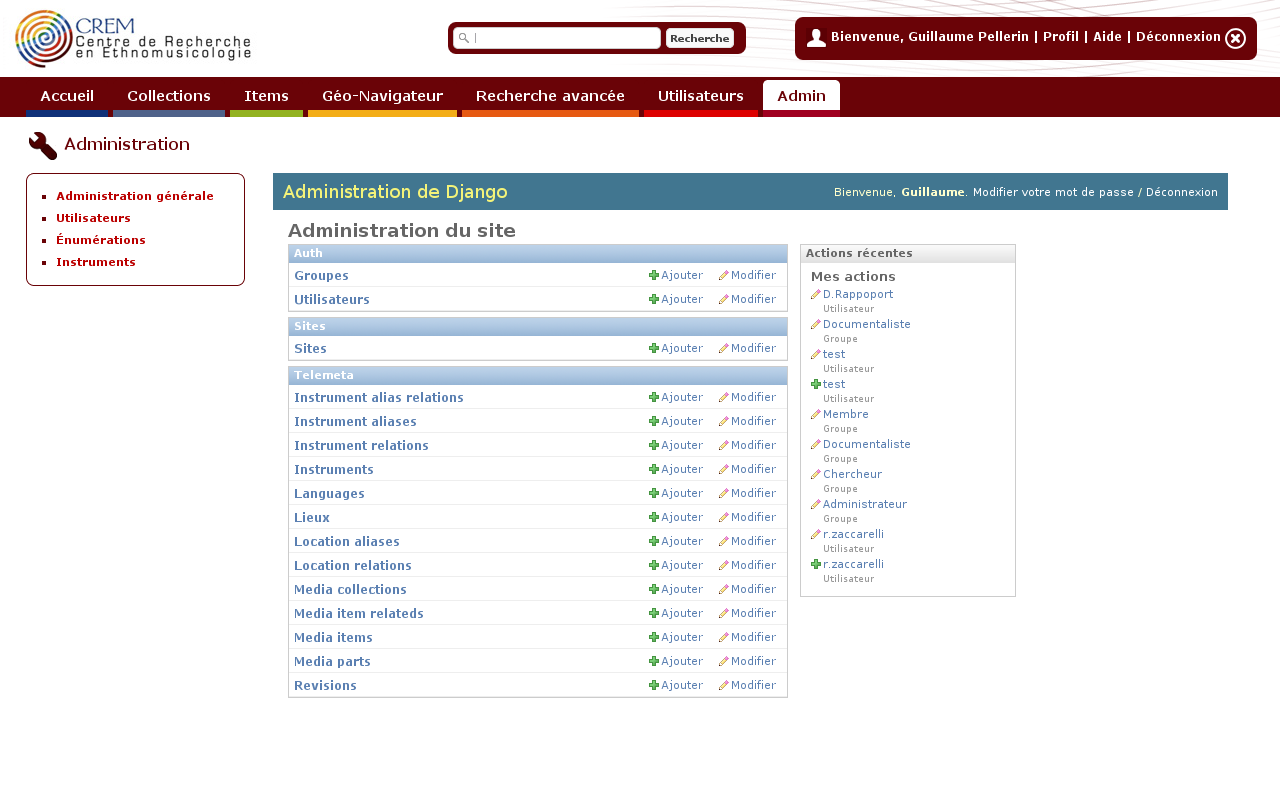 CREM
Centre de Recherche
en Ethnomusicologie
Recherche
Bienvenue, Guillaume Pellerin | Profil | Aide | Déconnexion
Accueil Collections Items Géo-Navigateur Recherche avancée Utilisateurs Admin
Administration
Administration générale
Utilisateurs
Énumérations
Instruments
Administration de Django
Bienvenue, Guillaume. Modifier votre mot de passe / Déconnexion
Administration du site
Auth
Groupes Ajouter Modifier
Utilisateurs Ajouter Modifier
Sites
Sites Ajouter Modifier
Telemeta
Instrument alias relations Ajouter Modifier
Instrument aliases Ajouter Modifier
Instrument relations Ajouter Modifier
Instruments Ajouter Modifier
Languages Ajouter Modifier
Lieux Ajouter Modifier
Location aliases Ajouter Modifier
Location relations Ajouter Modifier
Media collections Ajouter Modifier
Media item relateds Ajouter Modifier
Media items Ajouter Modifier
Media parts Ajouter Modifier
Revisions Ajouter Modifier
Actions récentes
Mes actions
D.Rappoport
Utilisateur
Documentaliste
Groupe
test
Utilisateur
test
Utilisateur
Membre
Groupe
Documentaliste
Groupe
Chercheur
Groupe
Administrateur
Groupe
r.zaccarelli
Utilisateur
r.zaccarelli
Utilisateur